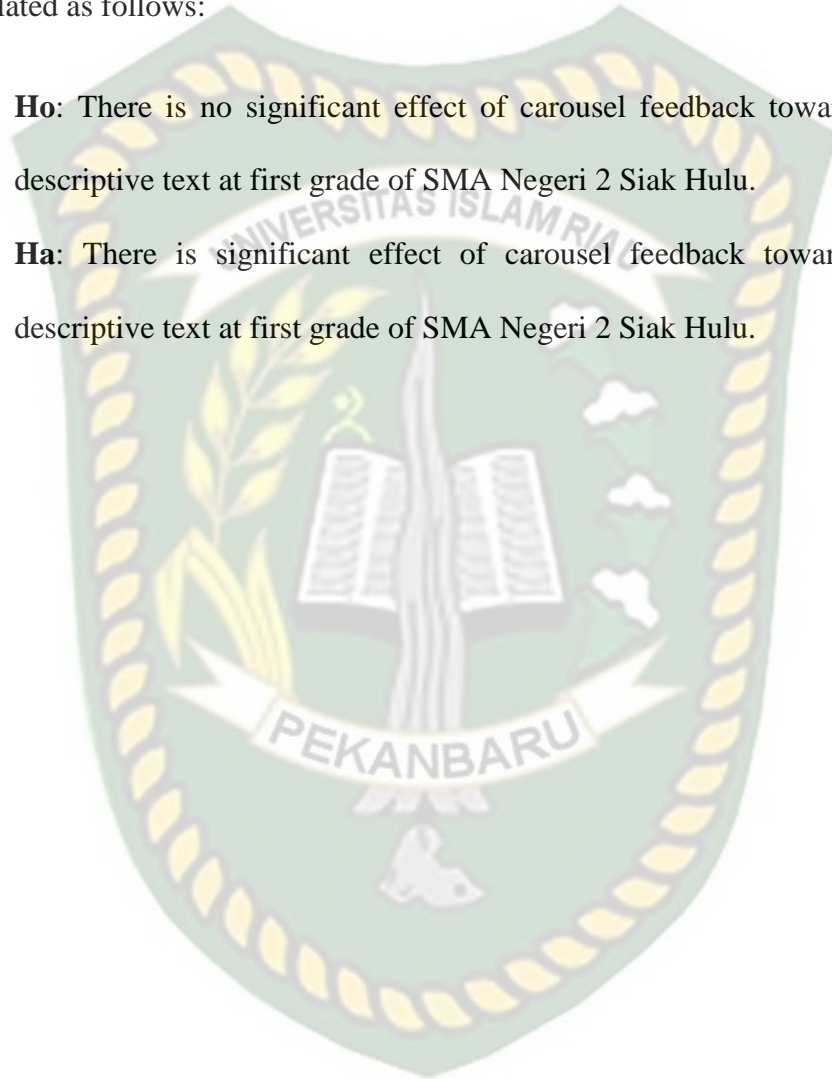 lated as follows:
Ho: There is no significant effect of carousel feedback towar
descriptive text at first grade of SMA Negeri 2 Siak Hulu.
UNIVERSITAS ISLAM RIAU
Ha: There is significant effect of carousel feedback towar
descriptive text at first grade of SMA Negeri 2 Siak Hulu.
PEKANBARU